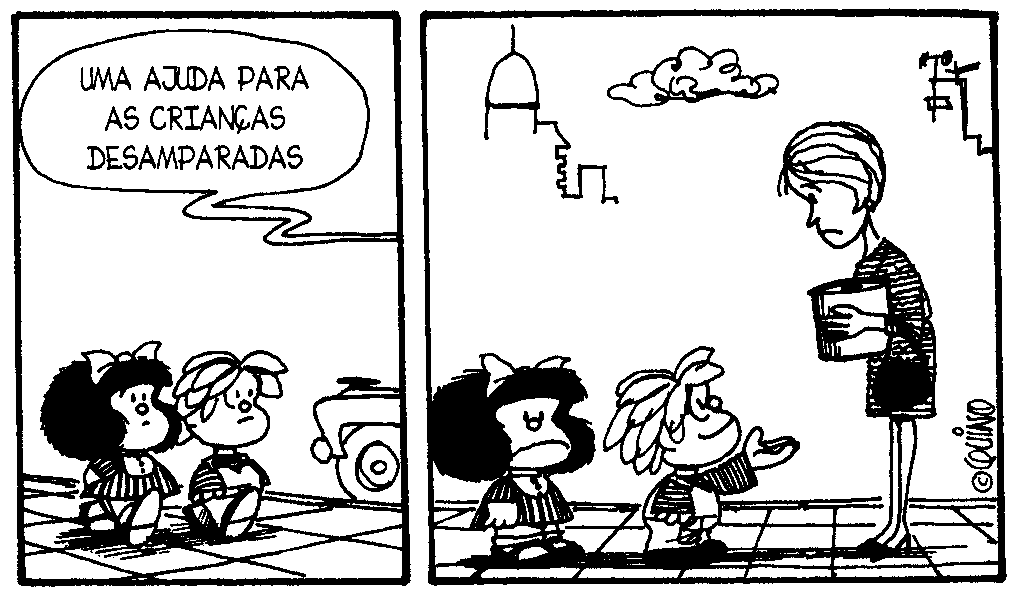 UMA AJUDA PARA
AS CRIANÇAS
DESAMPARADAS
©QUINO